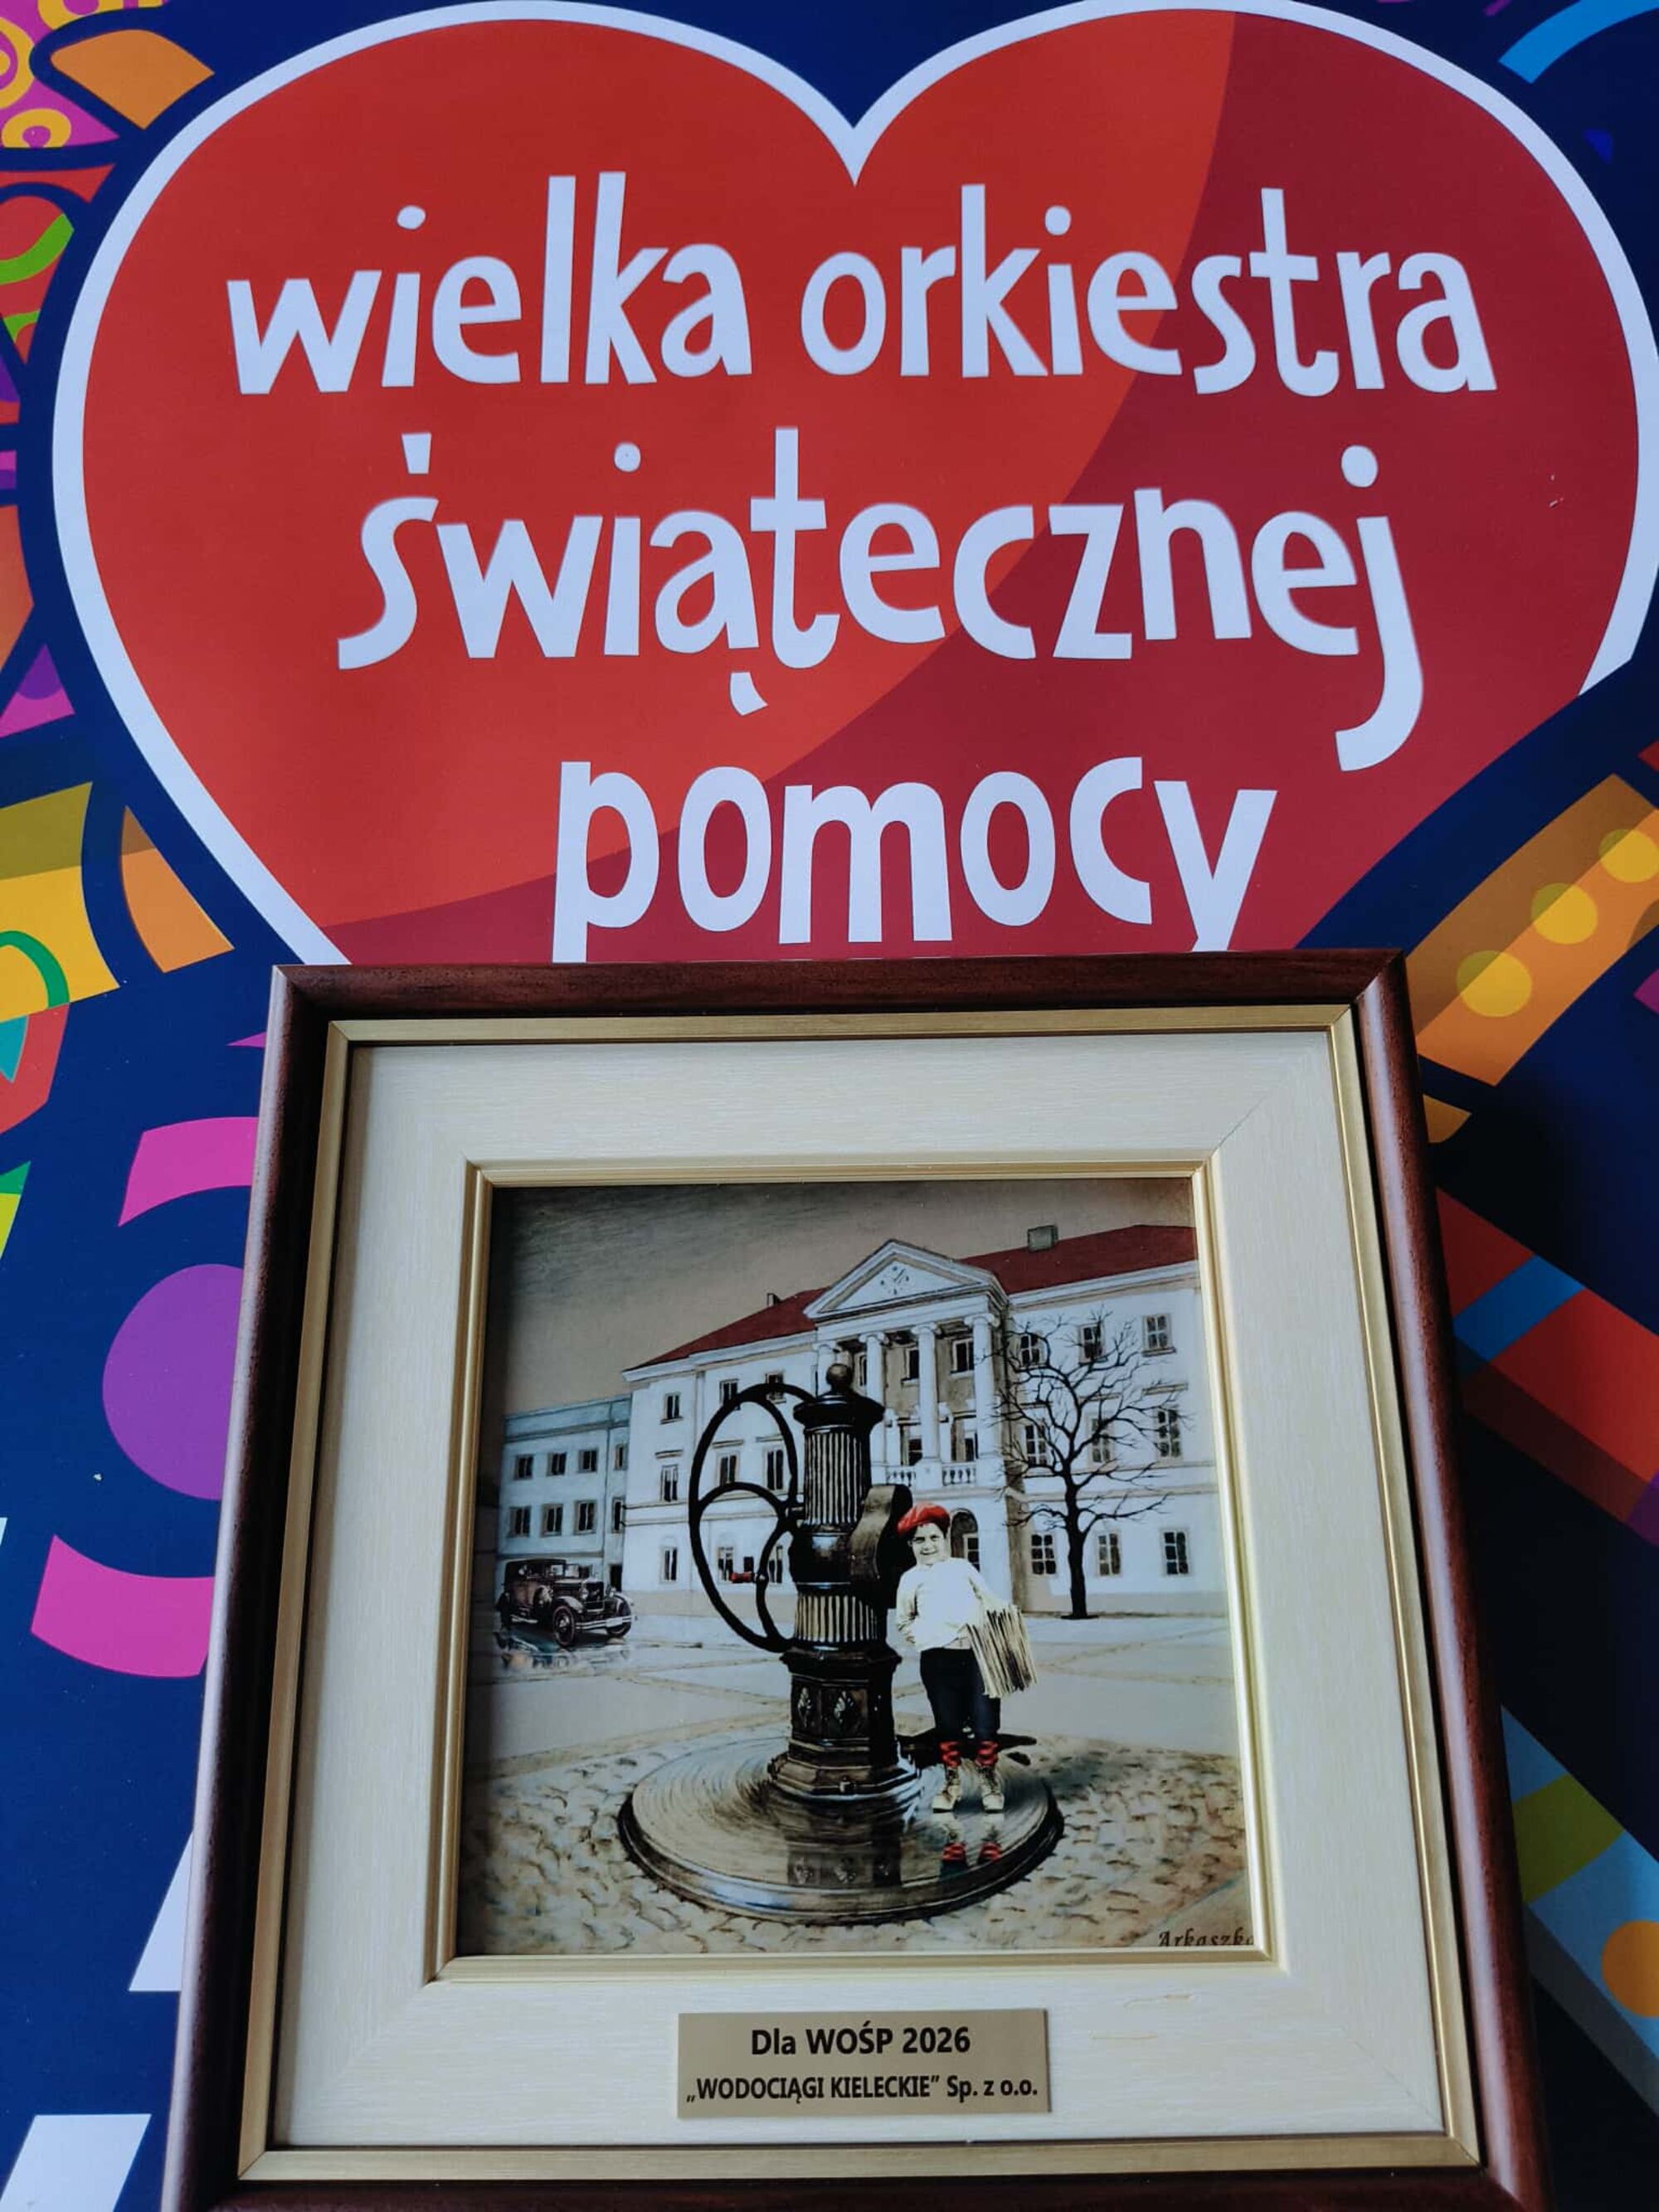 wielka orkiestra
świątecznej
pomocy
Arkaszka
Dla WOŚP 2026
„WODOCIĄGI KIELECKIE” Sp. z o.o.